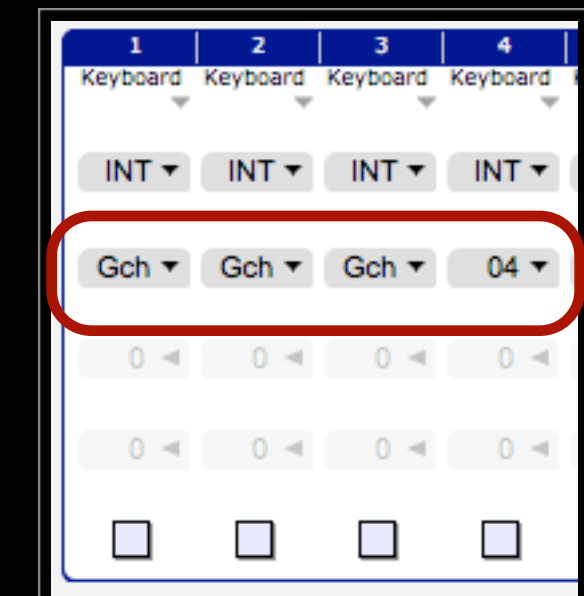 1 2 3 4
Keyboard Keyboard Keyboard Keyboard
INT INT INT INT
Gch Gch Gch 04
0 0 0 0
0 0 0 0